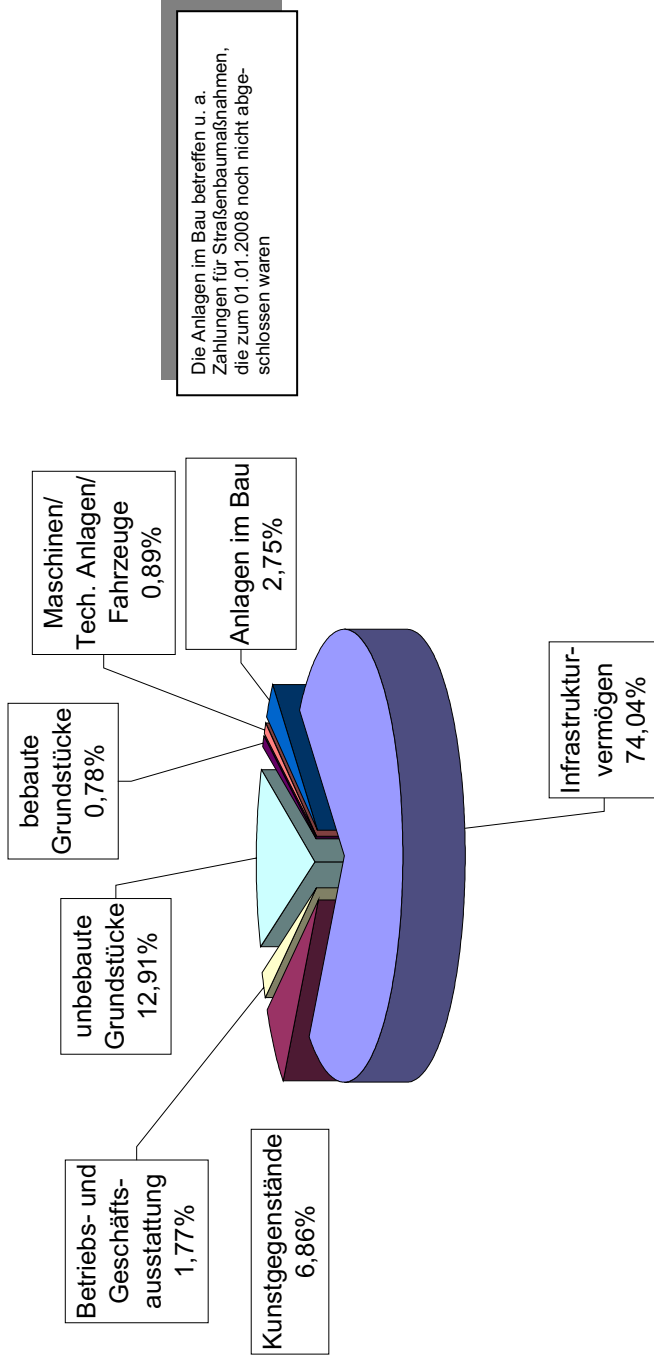 Betriebs- und
Geschäfts-
ausstattung
1,77%
unbebaute
Grundstücke
12,91%
bebaute
Grundstücke
0,78%
Maschinen/
Tech. Anlagen/
Fahrzeuge
0,89%
Anlagen im Bau
2,75%
Kunstgegenstände
6,86%
Infrastruktur-
vermögen
74,04%
Die Anlagen im Bau betreffen u. a.
Zahlungen für Straßenbaumaßnahmen,
die zum 01.01.2008 noch nicht abge-
schlossen waren